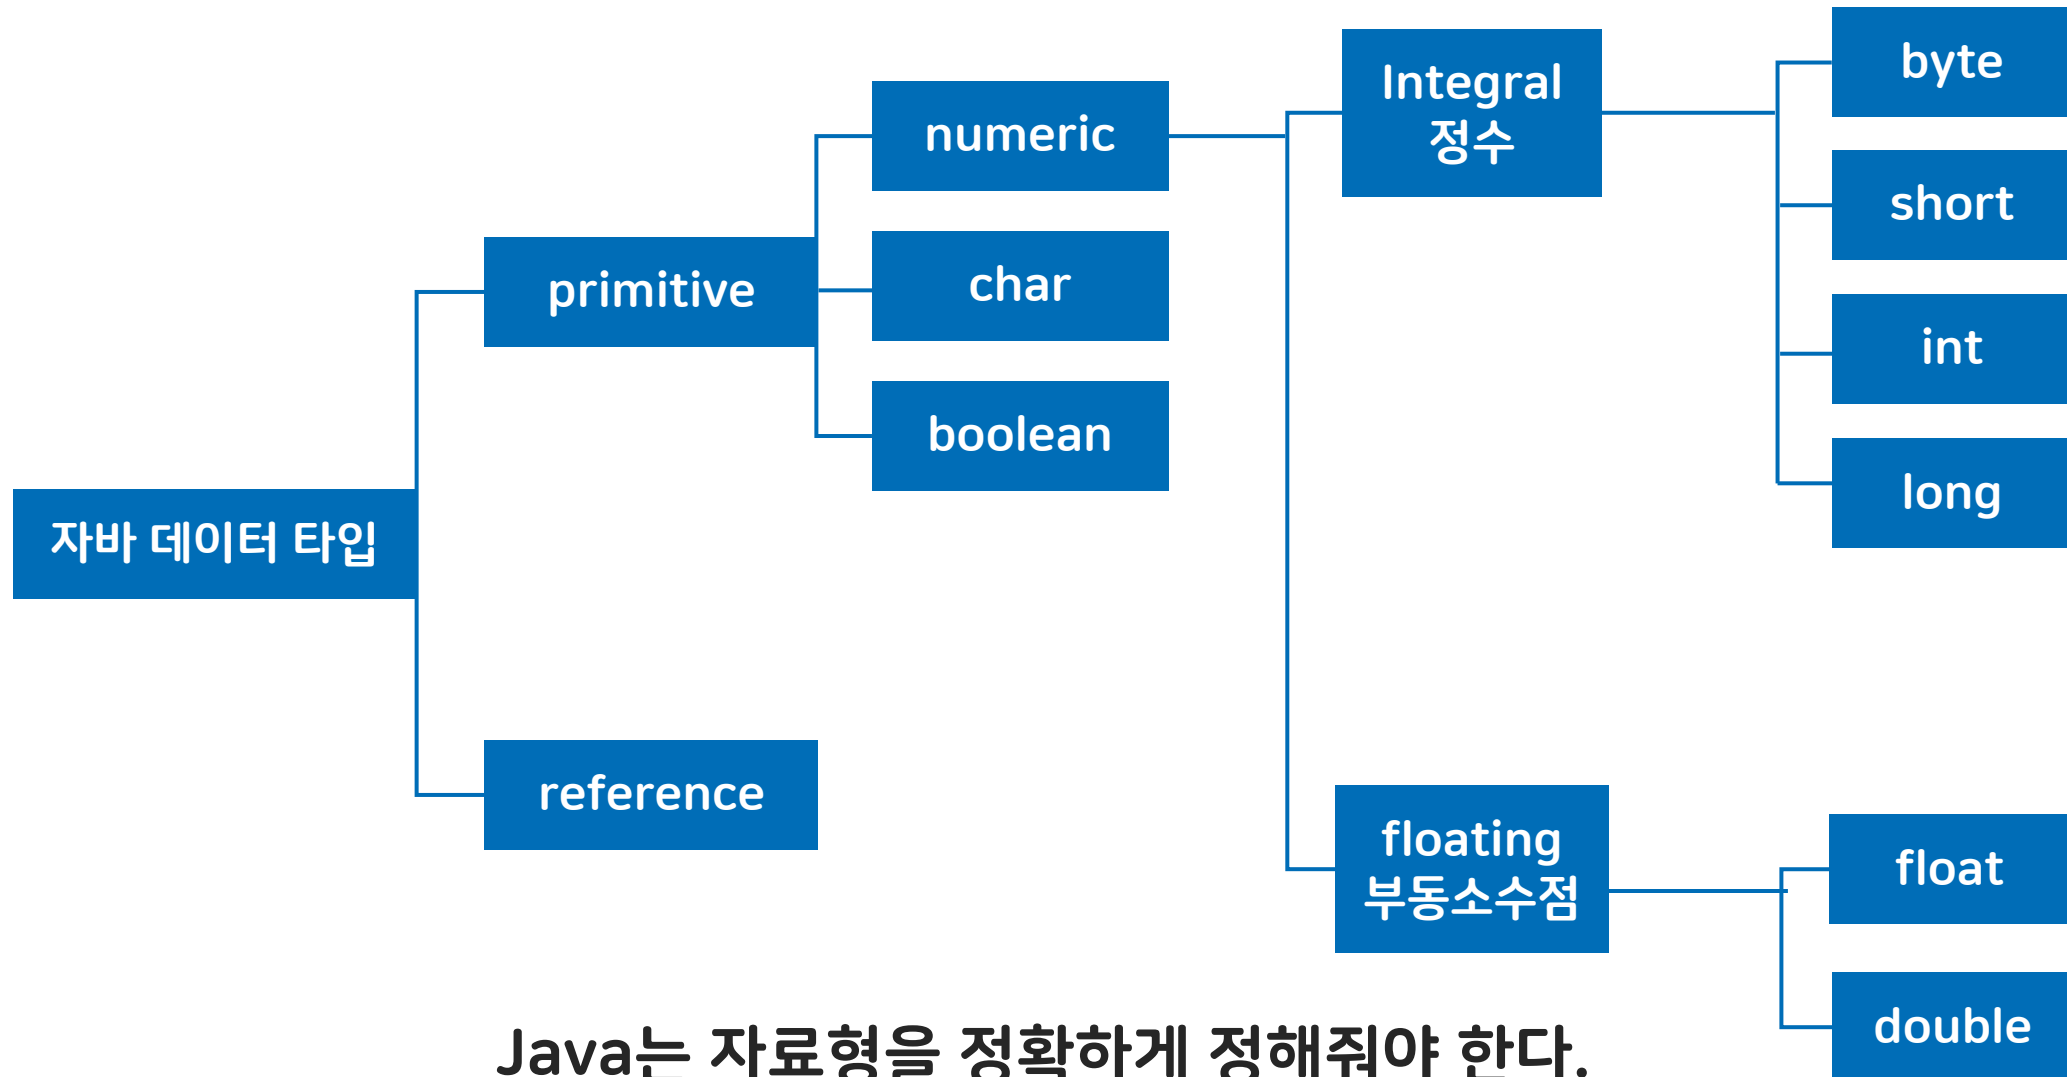 자바 데이터 타입
primitive
reference
numeric
char
boolean
Integral
정수
floating
부동소수점
byte
short
int
long
float
double
Java는 자료형을 정확하게 정해줘야 한다.